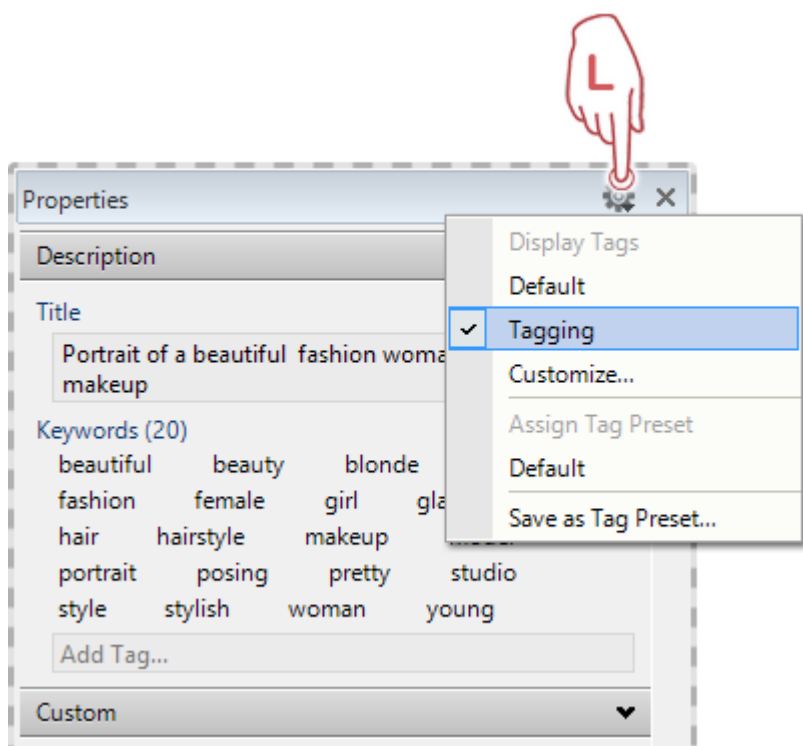 L
Properties
Description
Display Tags
Default
Tagging
Customize...
Assign Tag Preset
Default
Save as Tag Preset...
Title
Portrait of a beautiful fashion
makeup
Keywords (20)
beautiful beauty blonde
fashion female girl
hair hairstyle makeup
portrait posing pretty studio
style stylish woman young
Add Tag...
Custom